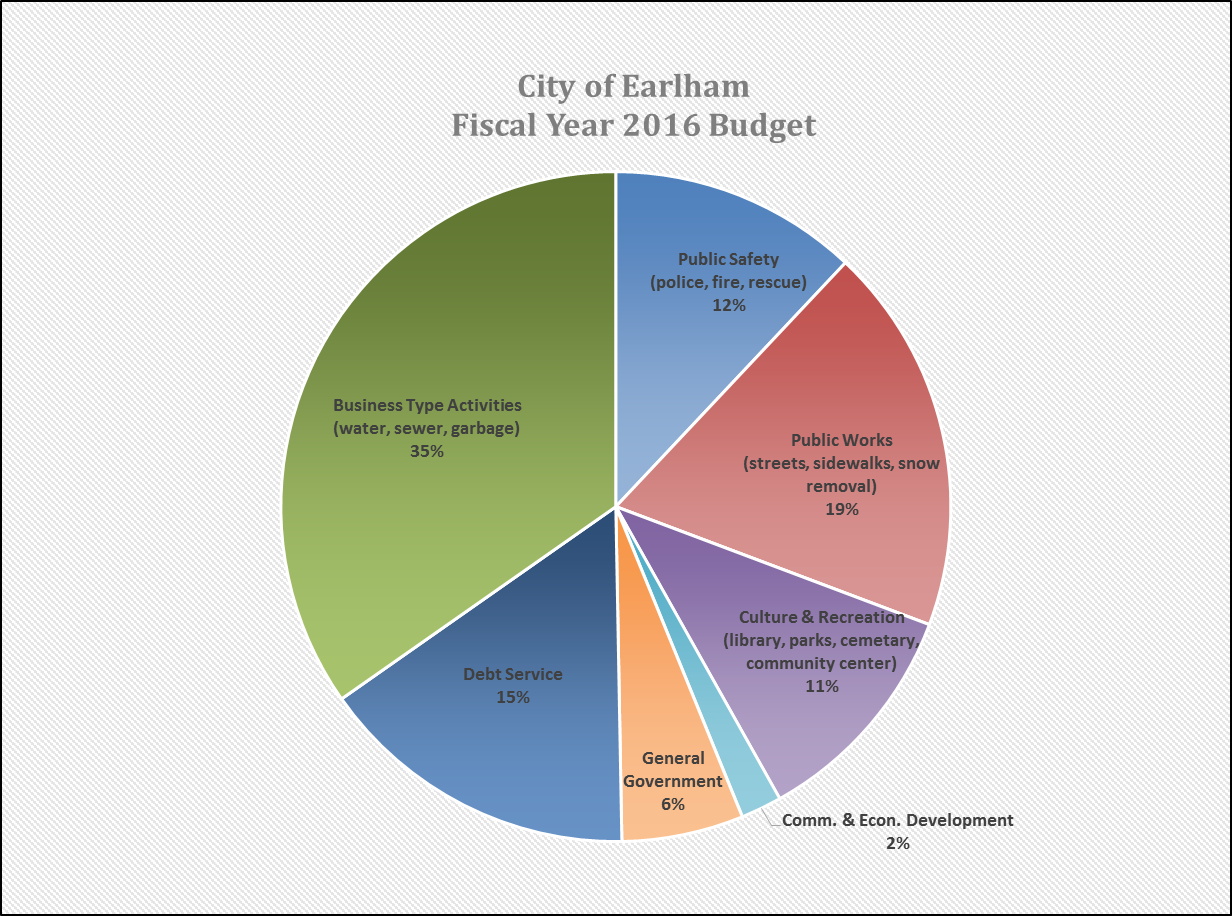 City of Earlham
Fiscal Year 2016 Budget
Public Safety
(police, fire, rescue)
12%
Public Works
(streets, sidewalks, snow
removal)
19%
Culture & Recreation
(library, parks, cemetary,
community center)
11%
Comm. & Econ. Development
2%
General
Government
6%
Debt Service
15%
Business Type Activities
(water, sewer, garbage)
35%